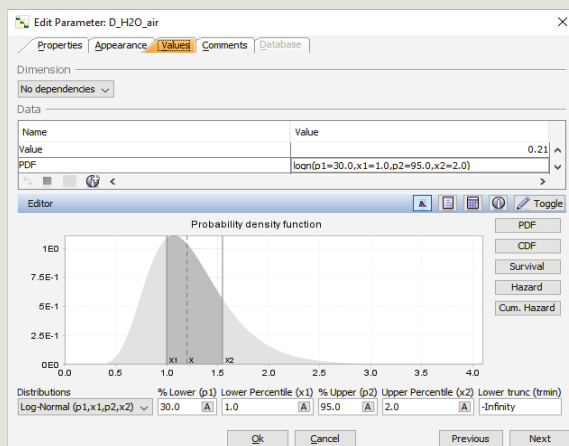 Edit Parameter: D_H2O_air
Properties Appearance Values Comments Database
Dimension
No dependencies
Data
Name Value
Value 0.21
PDF logn(p1=30.0,x1=1.0,p2=95.0,x2=2.0)
Editor Toggle
Probability density function
PDF
CDF
Survival
Hazard
Cum. Hazard
1E0
7.5E-1
5E-1
2.5E-1
0E0
X1 X X2
0.0 0.5 1.0 1.5 2.0 2.5 3.0 3.5 4.0
Distributions % Lower (p1) Lower Percentile (x1) % Upper (p2) Upper Percentile (x2) Lower trunc (trmin)
Log-Normal (p1,x1,p2,x2) 30.0 A 1.0 A 95.0 A 2.0 A -Infinity
Ok Cancel Previous Next